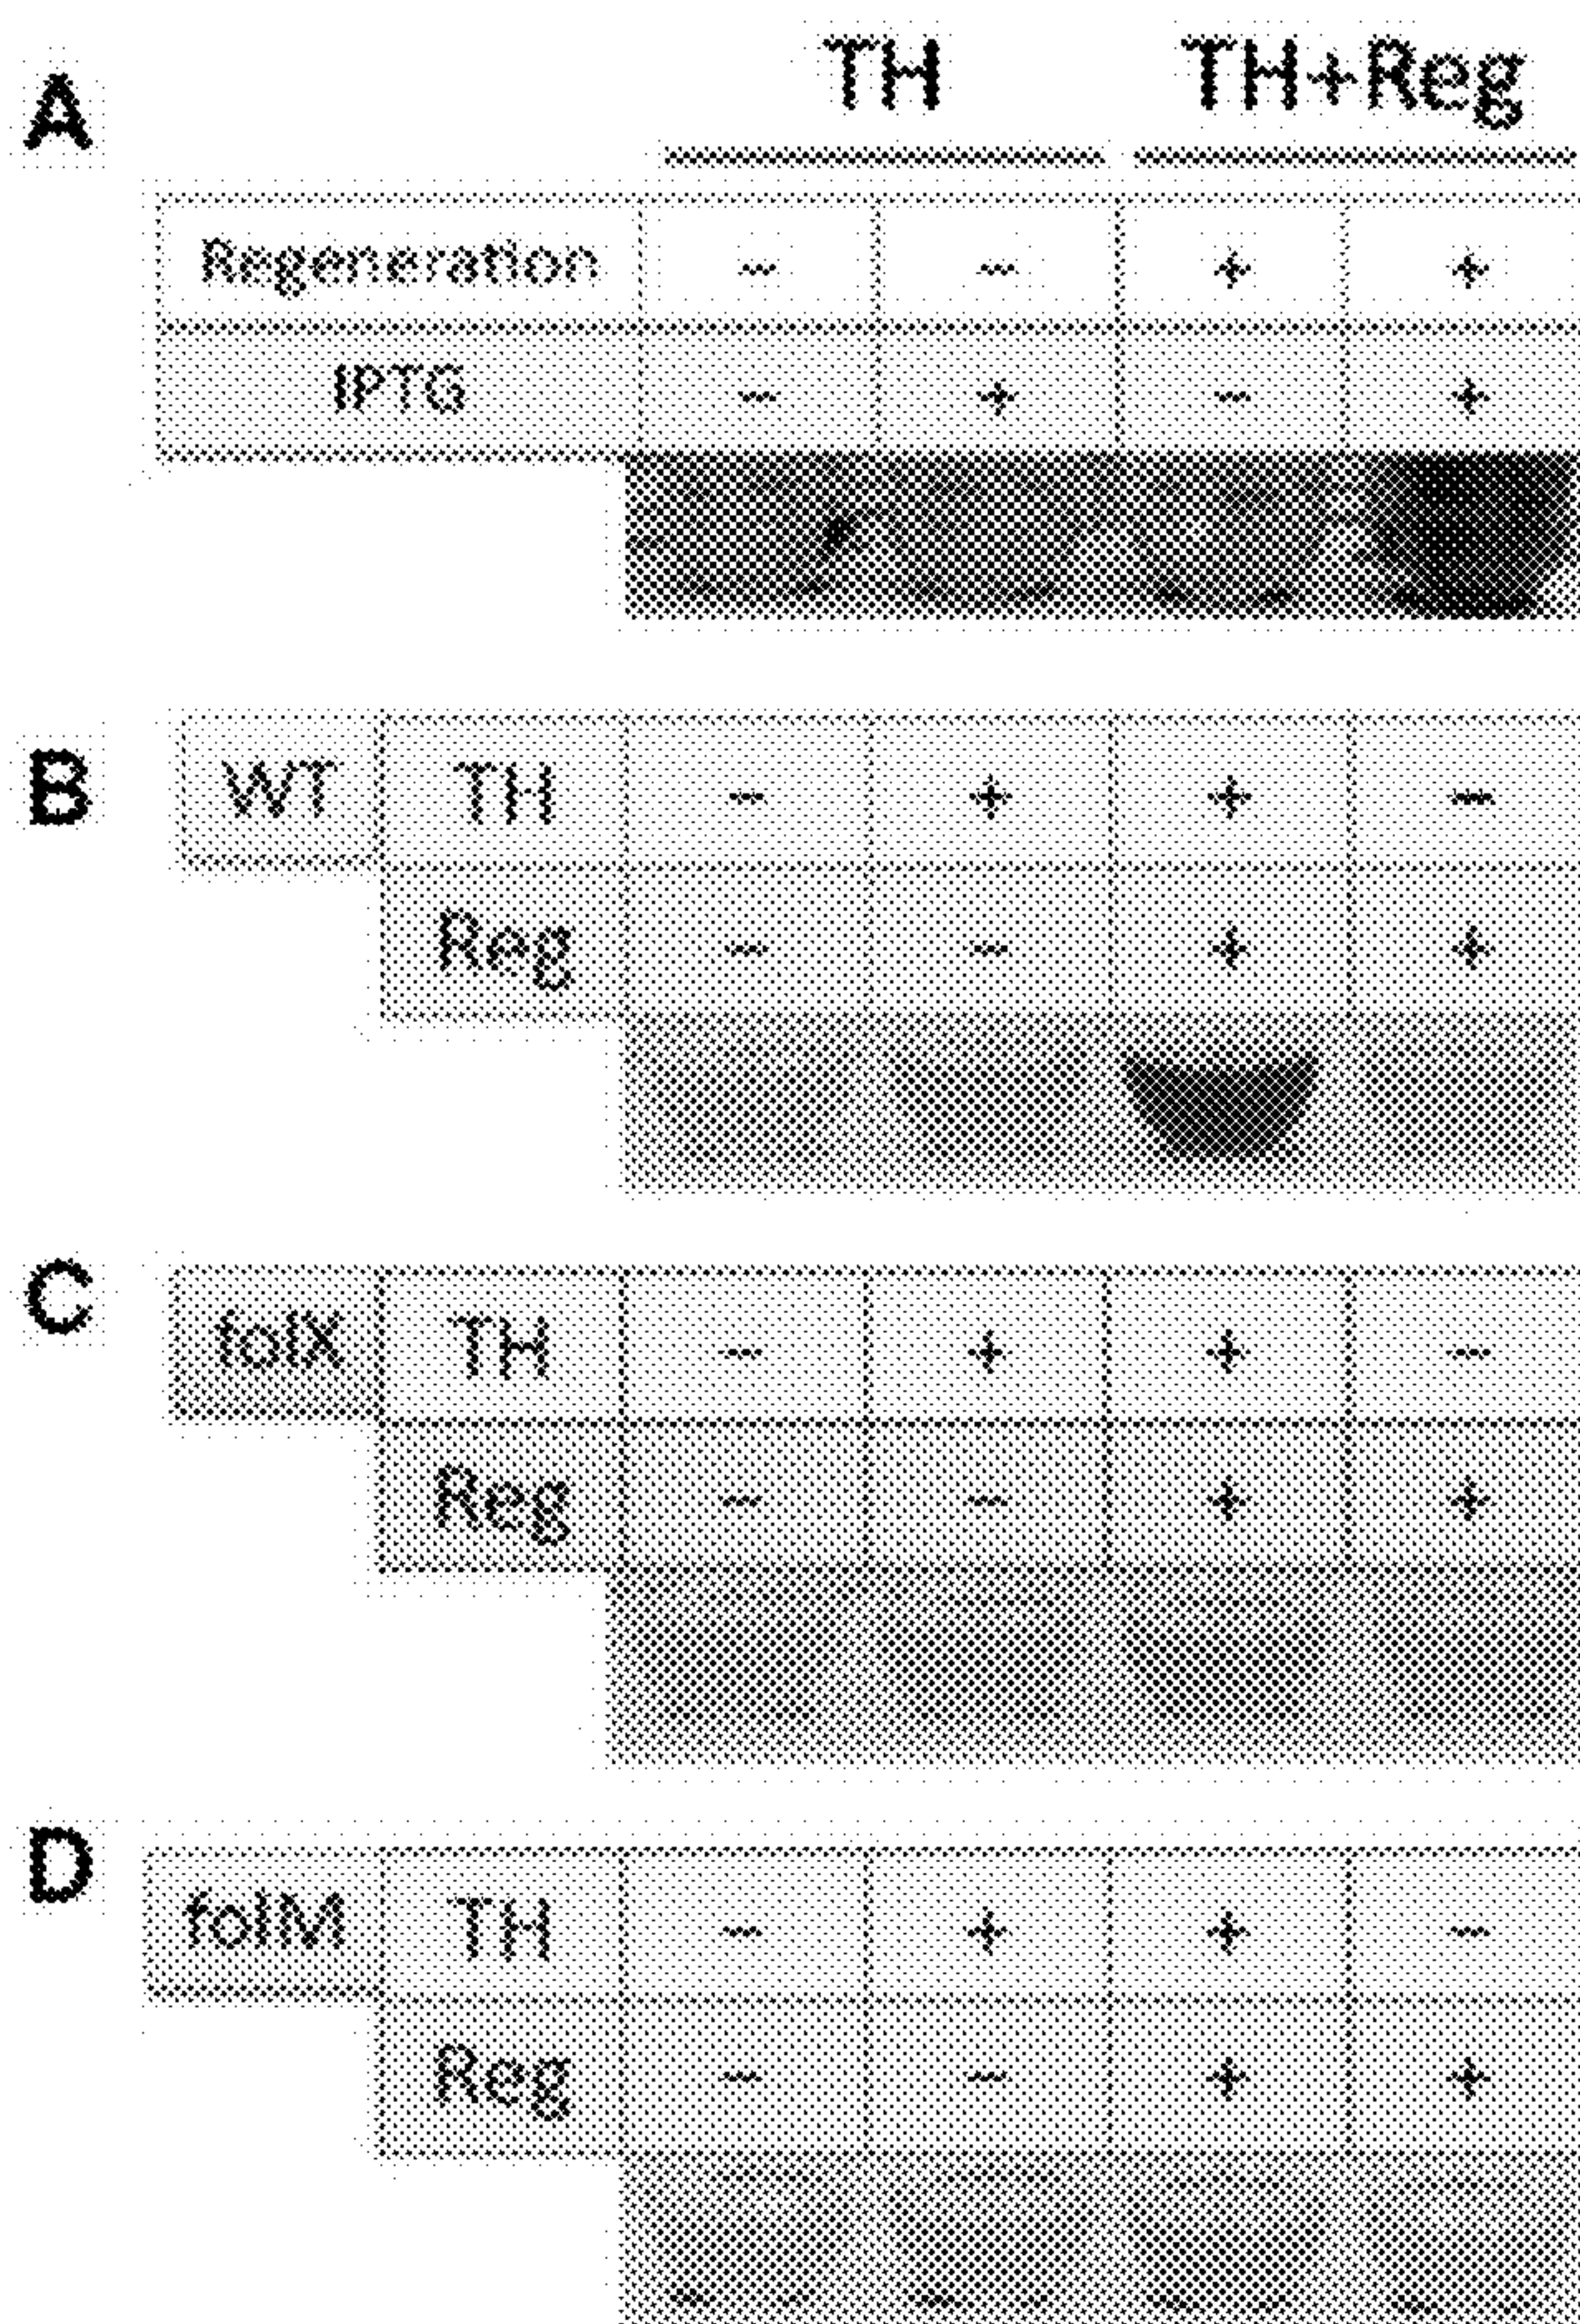 A
TH TH+Reg
Regeneration – – + +
IPTG – + – +
B
WT TH – + + –
Reg – – + +
C
folX TH – + + –
Reg – – + +
D
folM TH – + + –
Reg – – + +